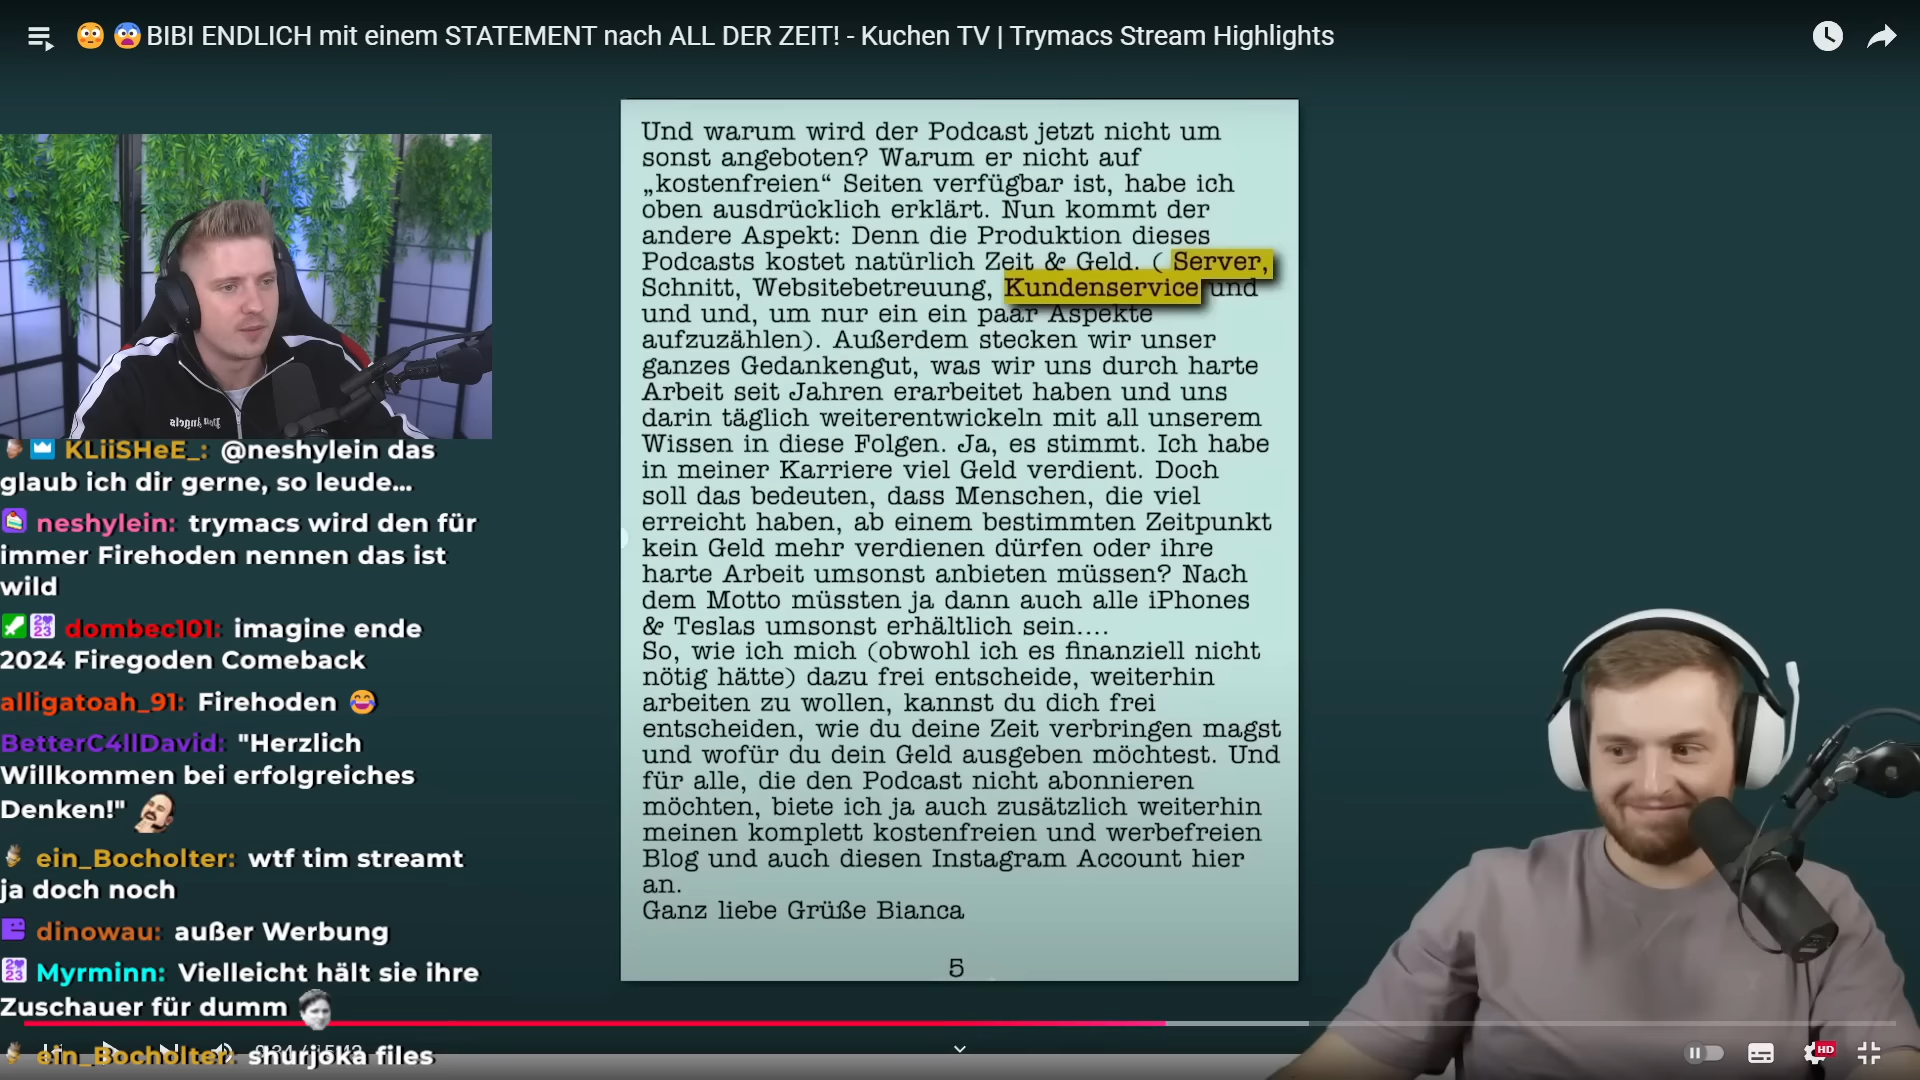 😳 😨 BIBI ENDLICH mit einem STATEMENT nach ALL DER ZEIT! - Kuchen TV | Trymacs Stream Highlights
Und warum wird der Podcast jetzt nicht um
sonst angeboten? Warum er nicht auf
„kostenfreien“ Seiten verfügbar ist, habe ich
oben ausdrücklich erklärt. Nun kommt der
andere Aspekt: Denn die Produktion dieses
Podcasts kostet natürlich Zeit & Geld. ( Server,
Schnitt, Websitebetreuung, Kundenservice und
und und, um nur ein ein paar Aspekte
aufzuzählen). Außerdem stecken wir unser
ganzes Gedankengut, was wir uns durch harte
Arbeit seit Jahren erarbeitet haben und uns
darin täglich weiterentwickeln mit all unserem
Wissen in diese Folgen. Ja, es stimmt. Ich habe
in meiner Karriere viel Geld verdient. Doch
soll das bedeuten, dass Menschen, die viel
erreicht haben, ab einem bestimmten Zeitpunkt
kein Geld mehr verdienen dürfen oder ihre
harte Arbeit umsonst anbieten müssen? Nach
dem Motto müssten ja dann auch alle iPhones
& Teslas umsonst erhältlich sein....
So, wie ich mich (obwohl ich es finanziell nicht
nötig hätte) dazu frei entscheide, weiterhin
arbeiten zu wollen, kannst du dich frei
entscheiden, wie du deine Zeit verbringen magst
und wofür du dein Geld ausgeben möchtest. Und
für alle, die den Podcast nicht abonnieren
möchten, biete ich ja auch zusätzlich weiterhin
meinen komplett kostenfreien und werbefreien
Blog und auch diesen Instagram Account hier
an.
Ganz liebe Grüße Bianca
5
KLiiSHeE_: @neshylein das
glaub ich dir gerne, so leude...
neshylein: trymacs wird den für
immer Firehoden nennen das ist
wild
dombec101: imagine ende
2024 Firegoden Comeback
alligatoah_91: Firehoden 😂
BetterC4llDavid: "Herzlich
Willkommen bei erfolgreiches
Denken!"
ein_Bocholter: wtf tim streamt
ja doch noch
dinowau: außer Werbung
Myrminn: Vielleicht hält sie ihre
Zuschauer für dumm
ein_Bocholter: shurjoka files
HD